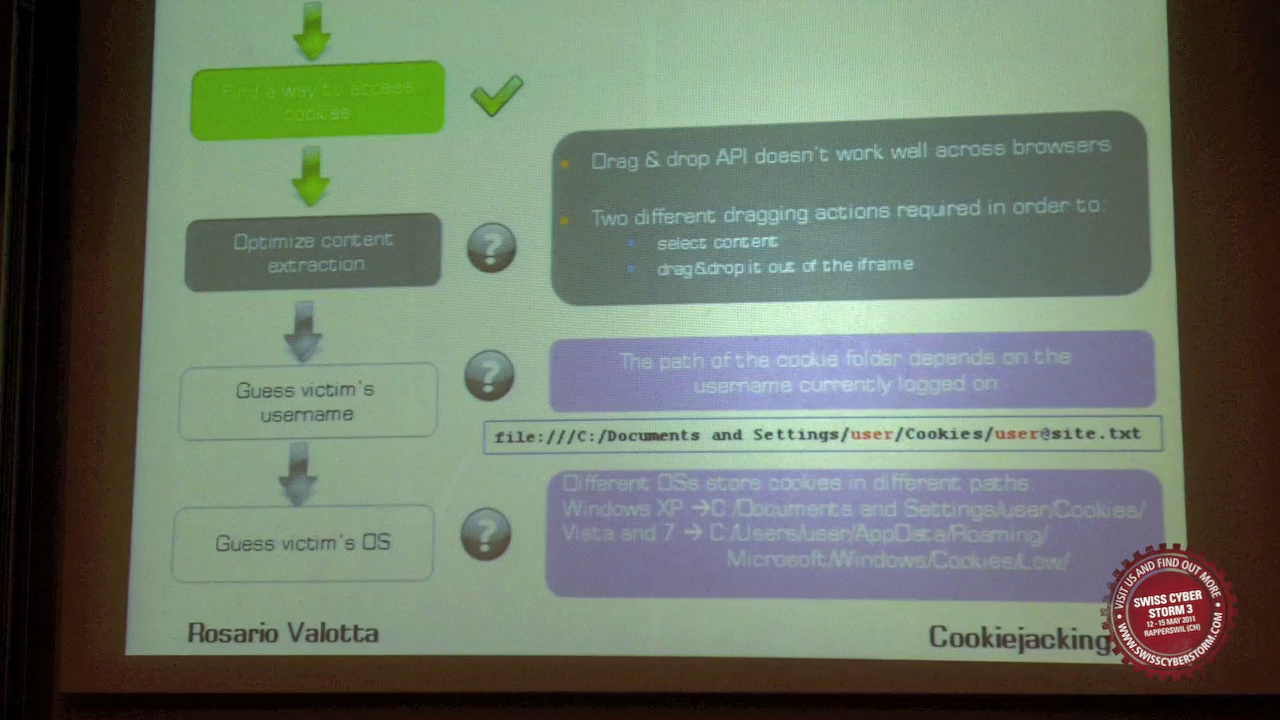 Find a way to access
cookies
Drag & drop API doesn't work well across browsers
Two different dragging actions required in order to:
select content
drag&drop it out of the iframe
Optimize content
extraction
The path of the cookie folder depends on the
username currently logged on
Guess victim's
username
file:///C:/Documents and Settings/user/Cookies/user@site.txt
Different OSs store cookies in different paths:
Windows XP →C:/Documents and Settings/user/Cookies/
Vista and 7 → C:/Users/user/AppData/Roaming/
Microsoft/Windows/Cookies/Low/
Guess victim's OS
Rosario Valotta
Cookiejacking
• VISIT US AND FIND OUT MORE •
SWISS CYBER
STORM 3
12 - 15 MAY 2011
RAPPERSWIL (CH)
WWW.SWISSCYBERSTORM.COM